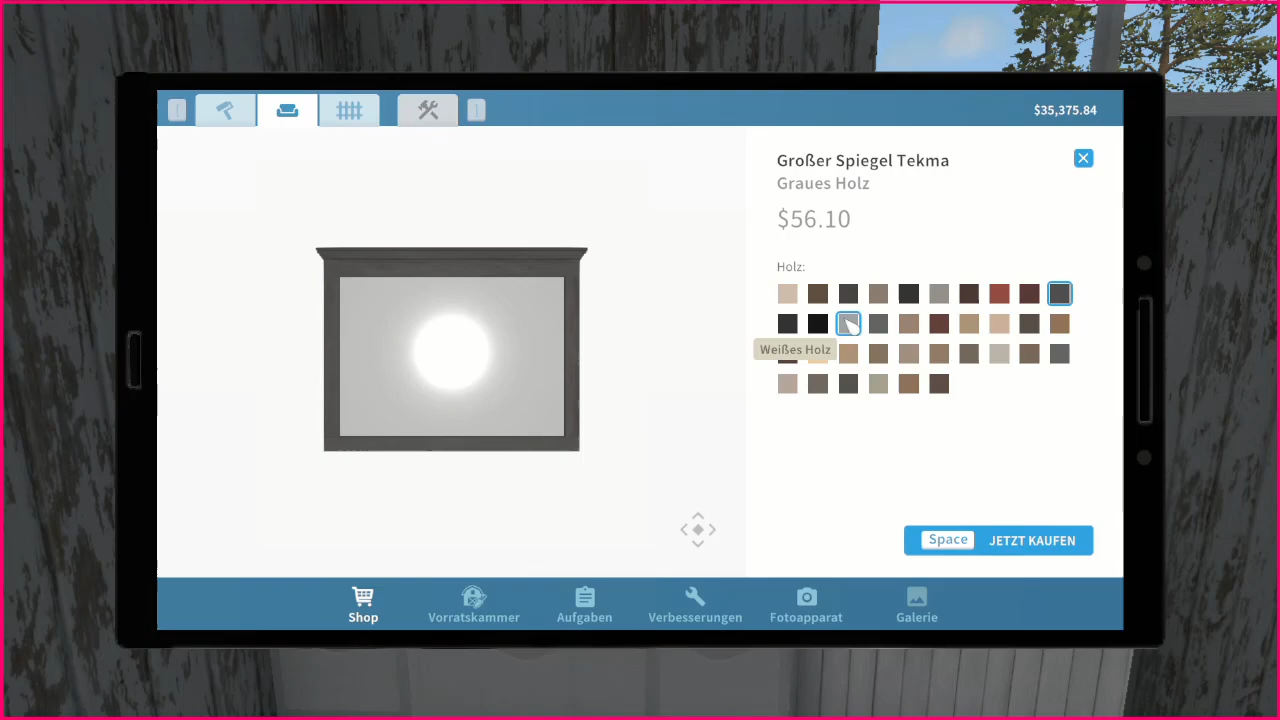 $35,375.84
Großer Spiegel Tekma
Graues Holz
$56.10
Holz:
Weißes Holz
Space JETZT KAUFEN
Shop Vorratskammer Aufgaben Verbesserungen Fotoapparat Galerie